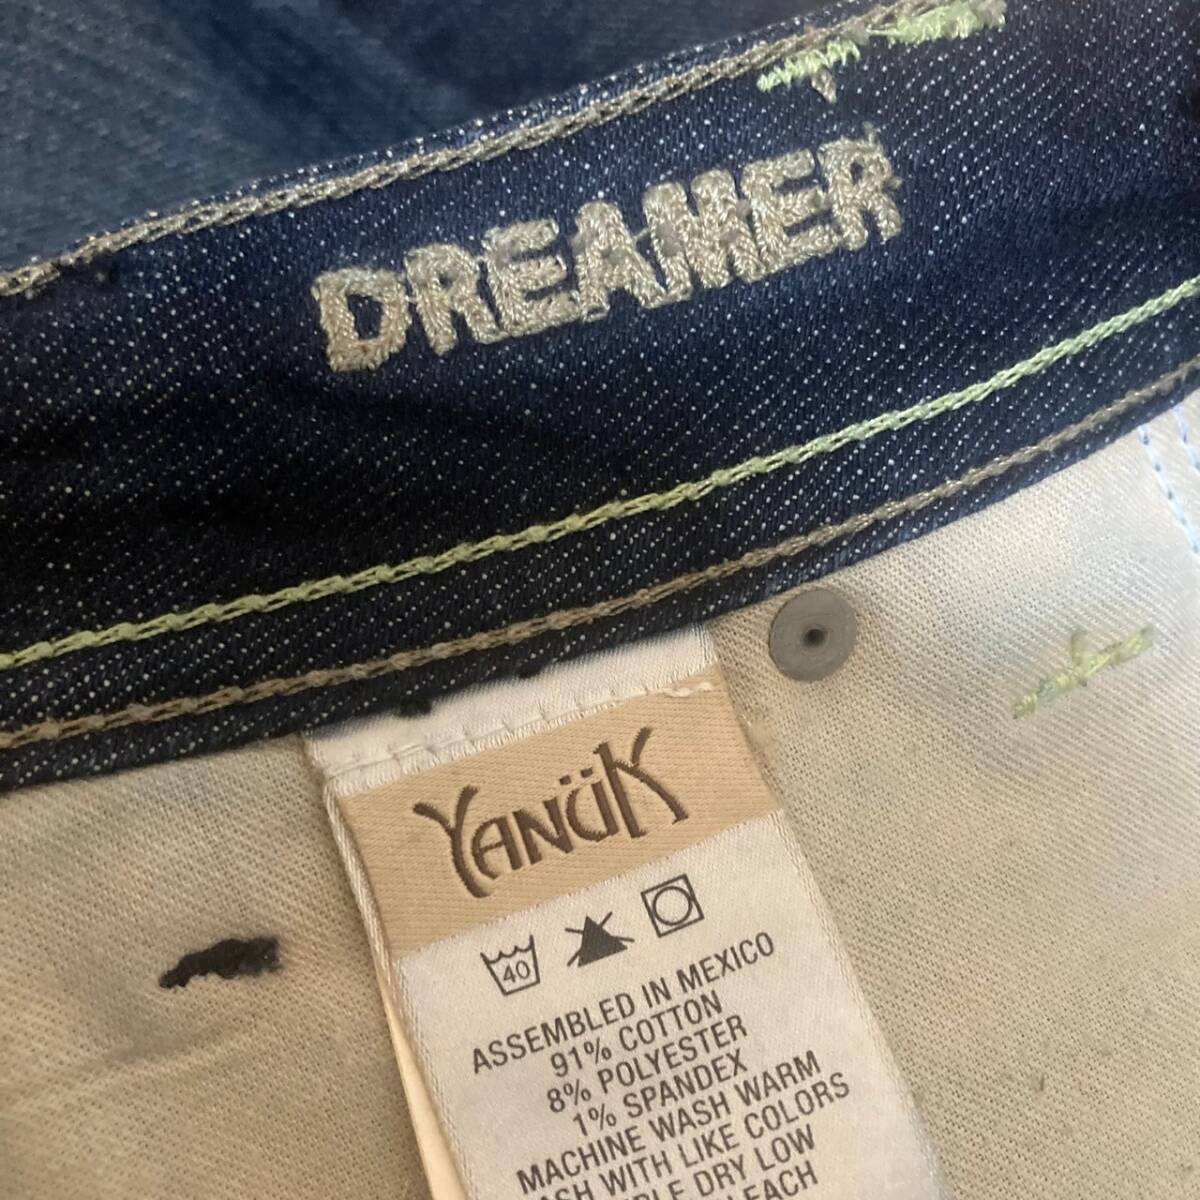 DREAMER
YANÜK
40
ASSEMBLED IN MEXICO
91% COTTON
8% POLYESTER
1% SPANDEX
MACHINE WASH WARM
WITH LIKE COLORS
DRY LOW